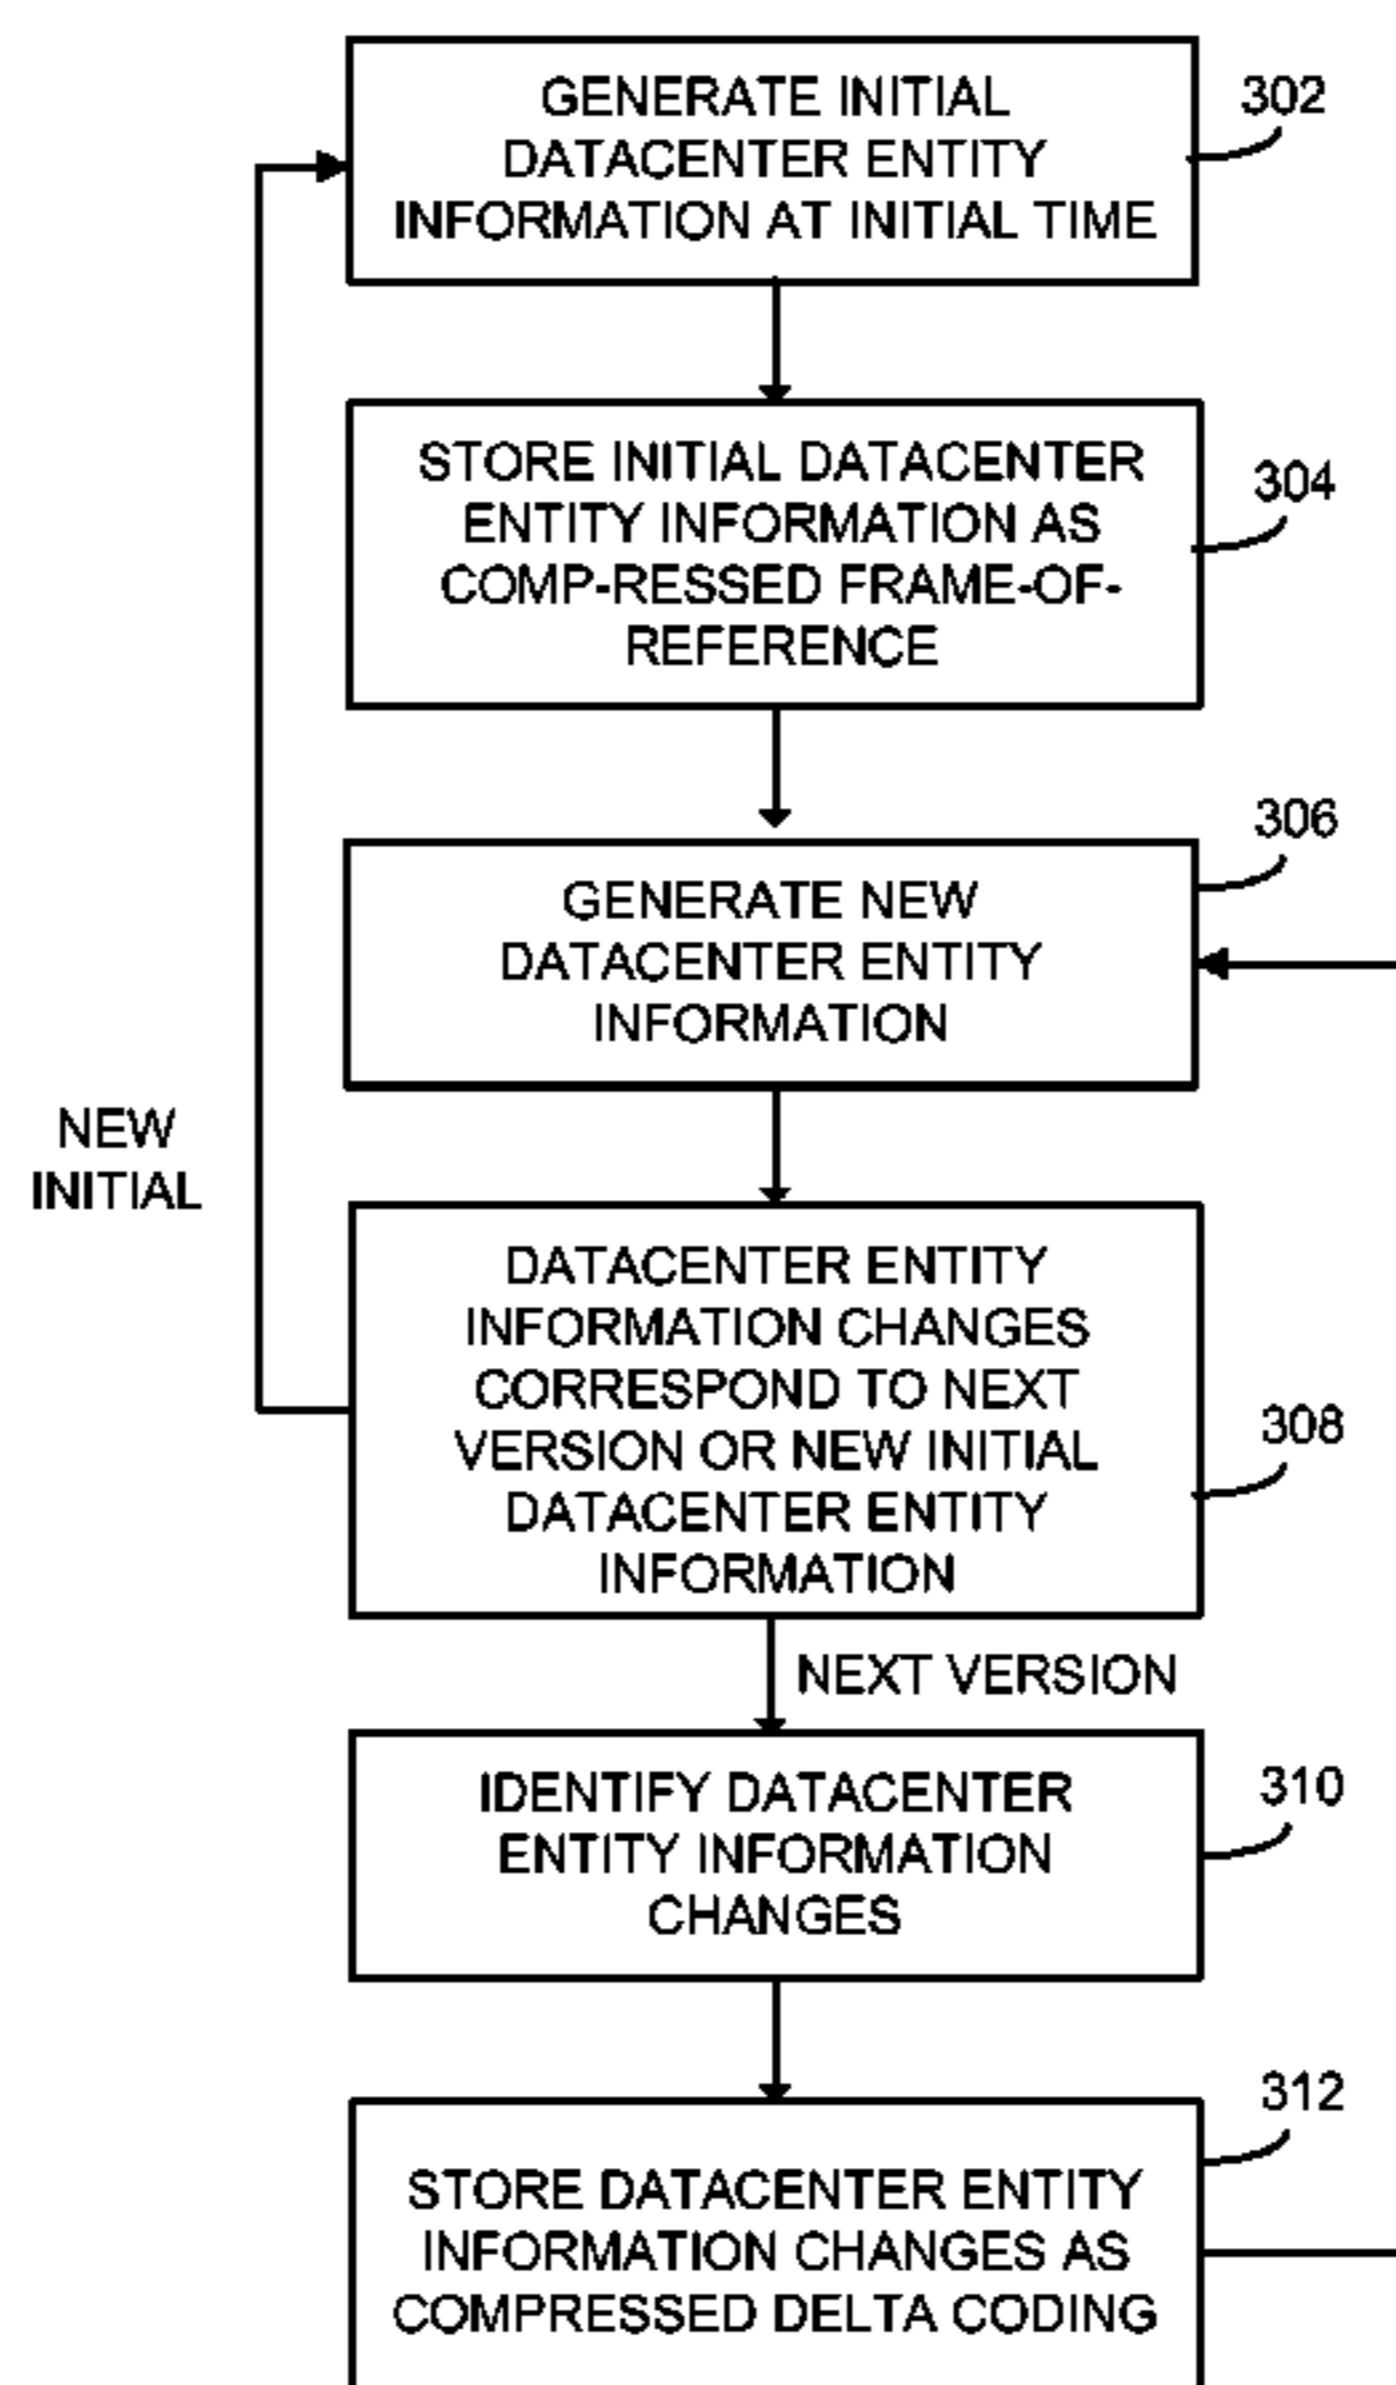 GENERATE INITIAL
DATACENTER ENTITY
INFORMATION AT INITIAL TIME
302
STORE INITIAL DATACENTER
ENTITY INFORMATION AS
COMP-RESSED FRAME-OF-
REFERENCE
304
GENERATE NEW
DATACENTER ENTITY
INFORMATION
306
NEW
INITIAL
DATACENTER ENTITY
INFORMATION CHANGES
CORRESPOND TO NEXT
VERSION OR NEW INITIAL
DATACENTER ENTITY
INFORMATION
308
NEXT VERSION
IDENTIFY DATACENTER
ENTITY INFORMATION
CHANGES
310
STORE DATACENTER ENTITY
INFORMATION CHANGES AS
COMPRESSED DELTA CODING
312